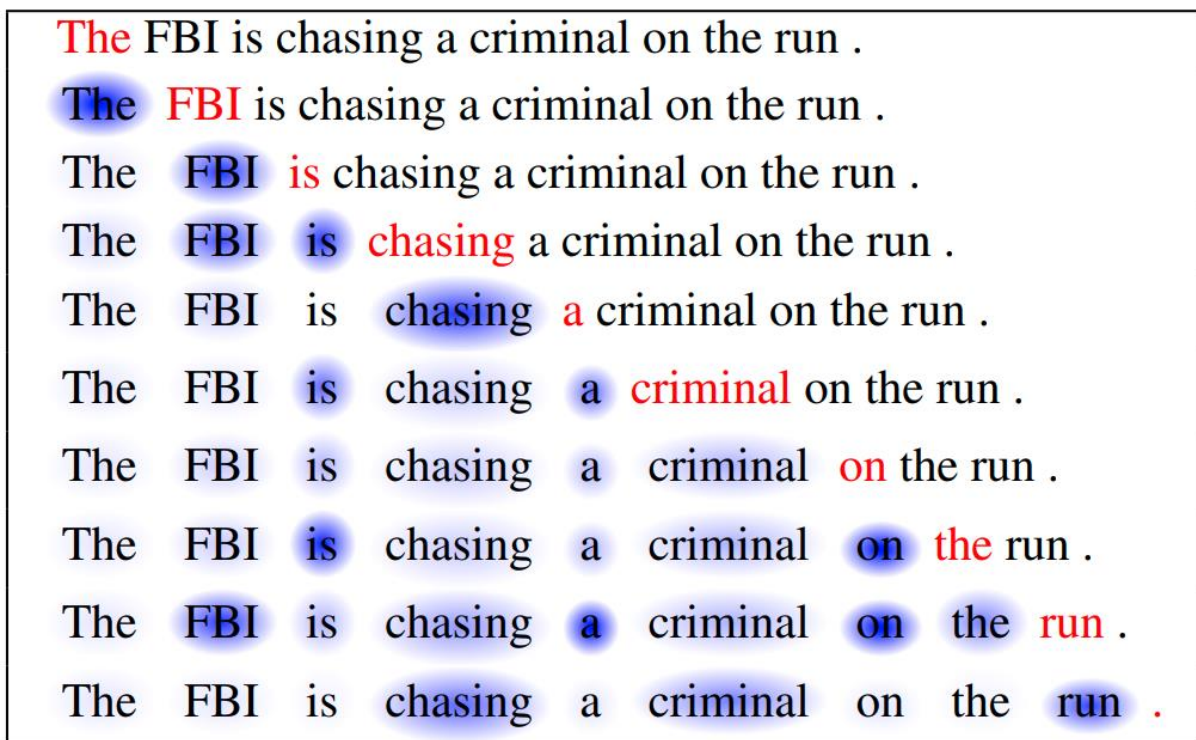 The FBI is chasing a criminal on the run .
The FBI is chasing a criminal on the run .
The FBI is chasing a criminal on the run .
The FBI is chasing a criminal on the run .
The FBI is chasing a criminal on the run .
The FBI is chasing a criminal on the run .
The FBI is chasing a criminal on the run .
The FBI is chasing a criminal on the run .
The FBI is chasing a criminal on the run .
The FBI is chasing a criminal on the run .